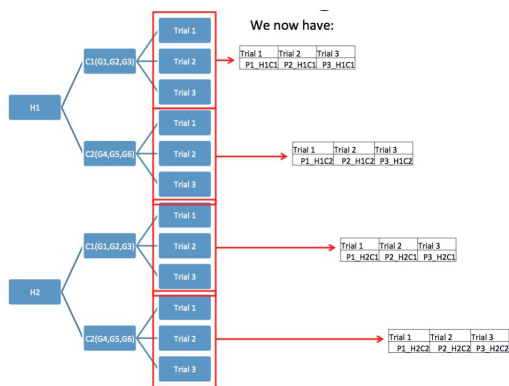 We now have:
H1
C1(G1,G2,G3)
Trial 1
Trial 2
Trial 3
Trial 1 Trial 2 Trial 3
P1_H1C1 P2_H1C1 P3_H1C1
C2(G4,G5,G6)
Trial 1
Trial 2
Trial 3
Trial 1 Trial 2 Trial 3
P1_H1C2 P2_H1C2 P3_H1C2
H2
C1(G1,G2,G3)
Trial 1
Trial 2
Trial 3
Trial 1 Trial 2 Trial 3
P1_H2C1 P2_H2C1 P3_H2C1
C2(G4,G5,G6)
Trial 1
Trial 2
Trial 3
Trial 1 Trial 2 Trial 3
P1_H2C2 P2_H2C2 P3_H2C2